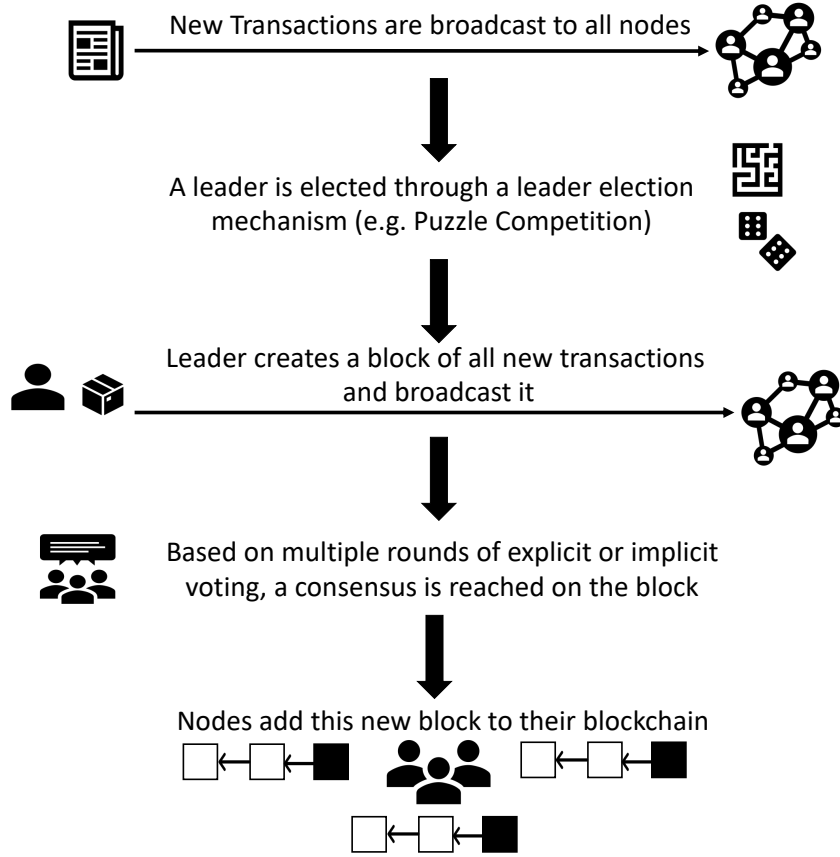 New Transactions are broadcast to all nodes
A leader is elected through a leader election
mechanism (e.g. Puzzle Competition)
Leader creates a block of all new transactions
and broadcast it
Based on multiple rounds of explicit or implicit
voting, a consensus is reached on the block
Nodes add this new block to their blockchain